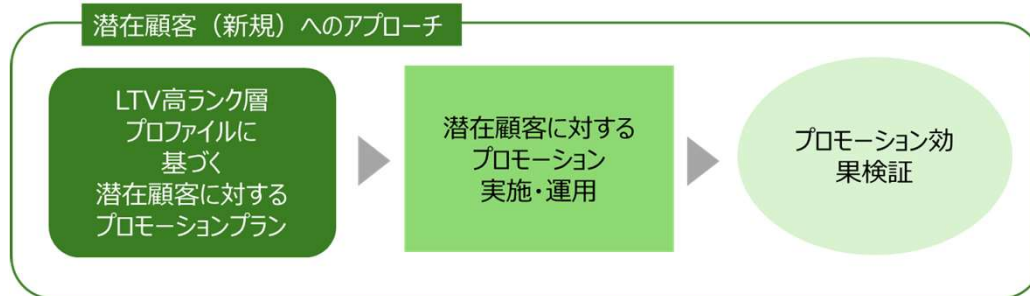 潜在顧客（新規）へのアプローチ
LTV高ランク層
プロファイルに
基づく
潜在顧客に対する
プロモーションプラン
潜在顧客に対する
プロモーション
実施・運用
プロモーション効
果検証